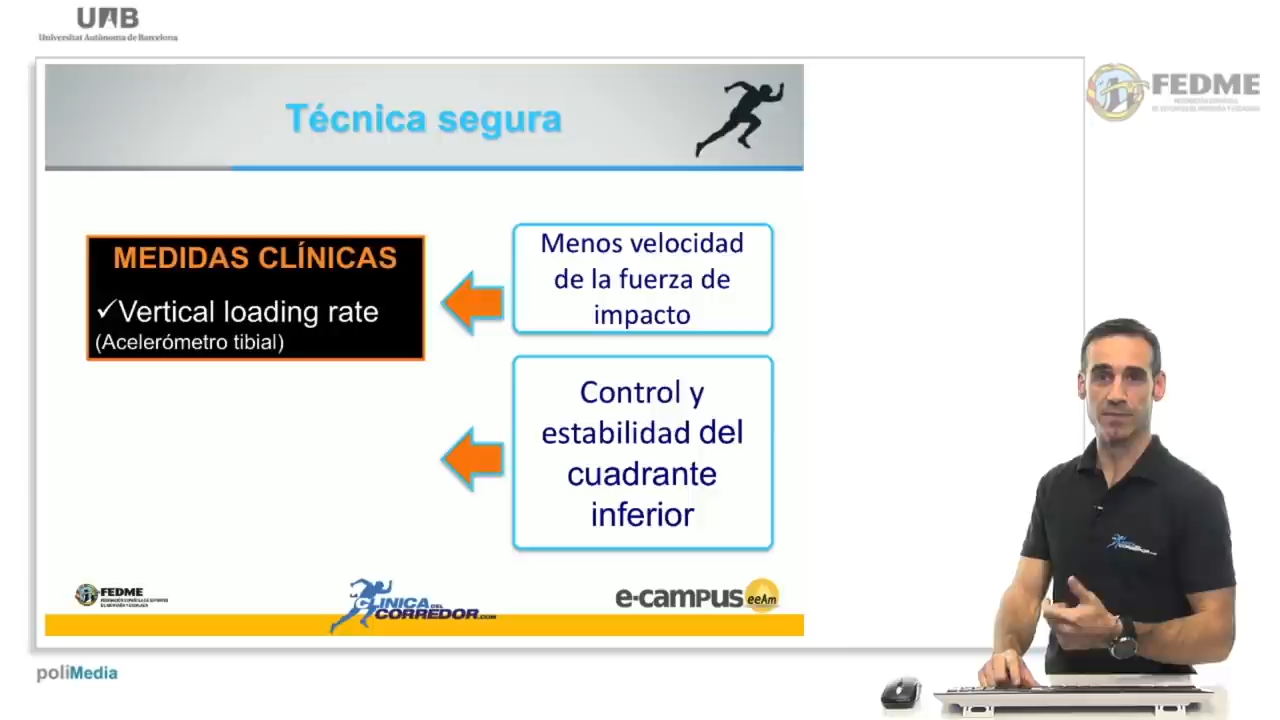 UAB
Universitat Autònoma de Barcelona
FEDME
Técnica segura
MEDIDAS CLÍNICAS
✓Vertical loading rate
(Acelerómetro tibial)
Menos velocidad
de la fuerza de
impacto
Control y
estabilidad del
cuadrante
inferior
FEDME
LA CLINICA DEL
CORREDOR.COM
e-campus eeAm
poliMedia